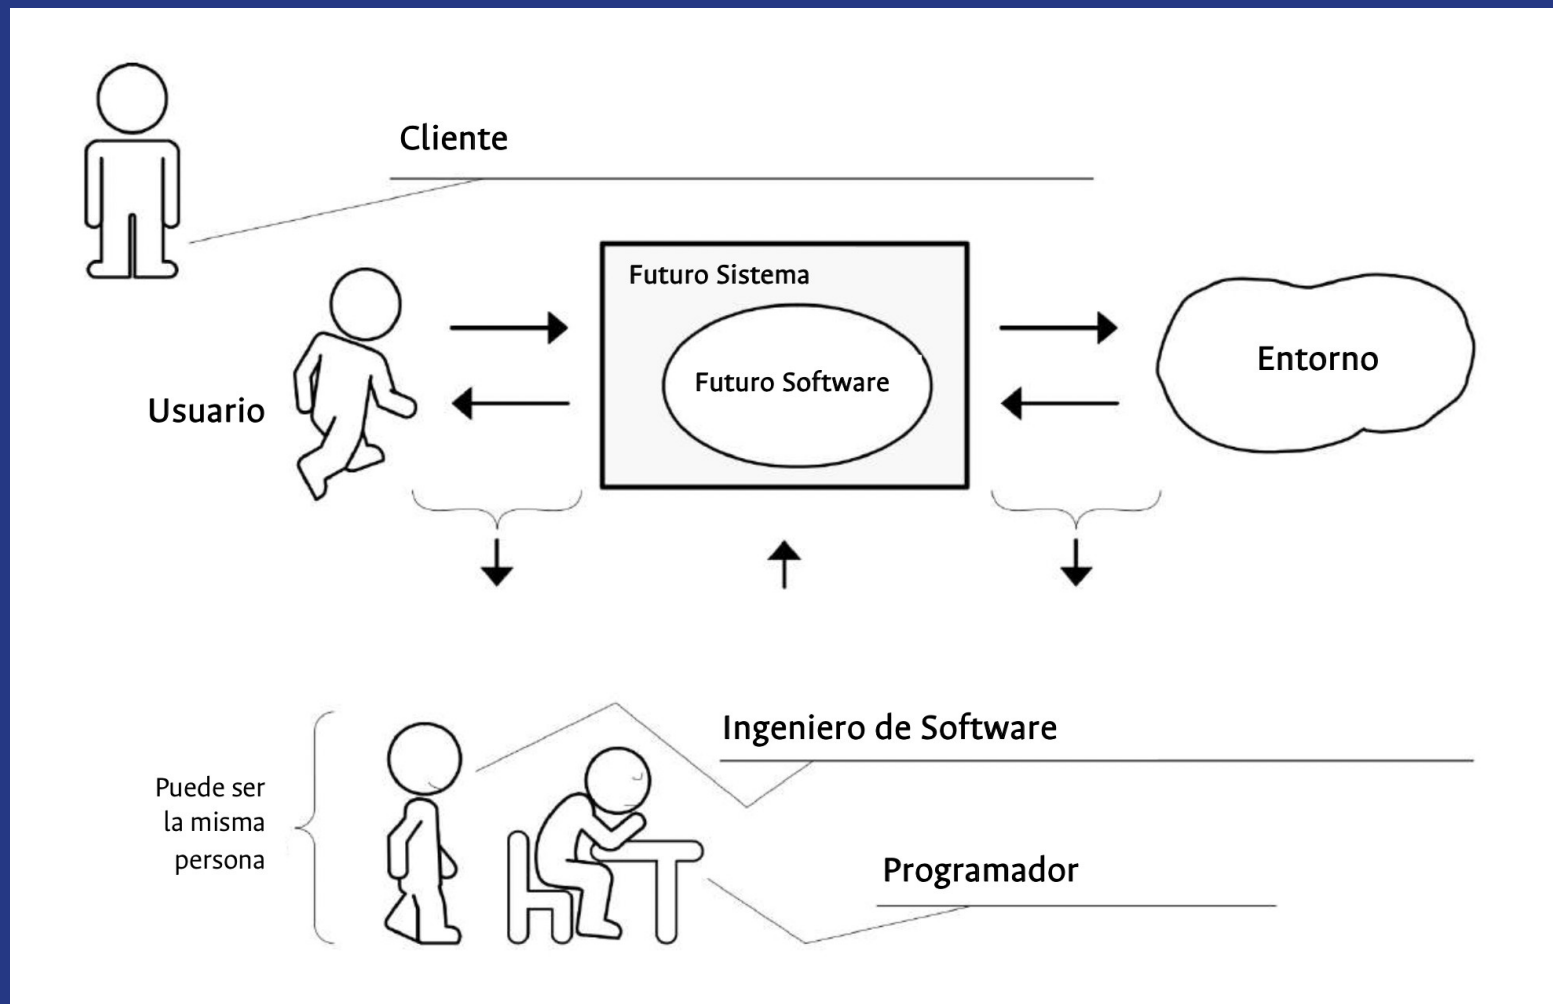 Cliente
Futuro Sistema
Futuro Software
Entorno
Usuario
Ingeniero de Software
Puede ser
la misma
persona
Programador